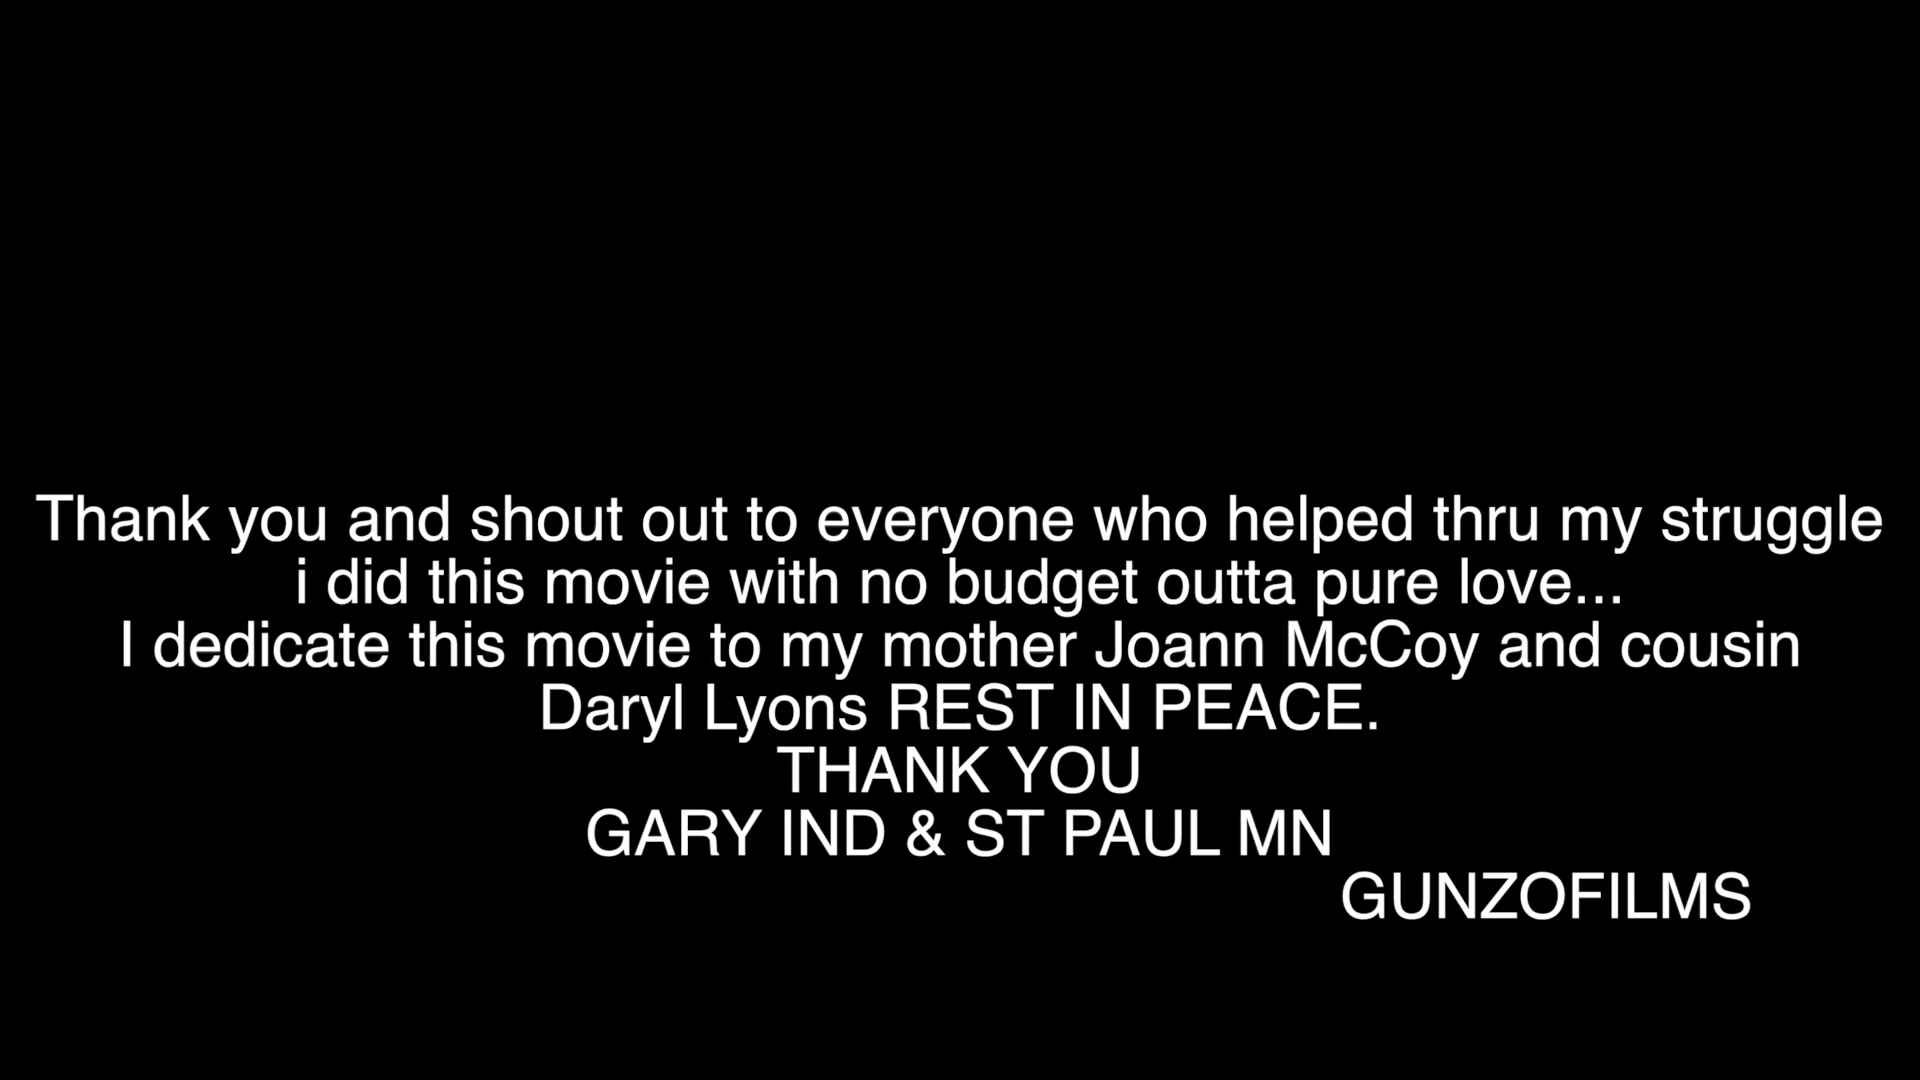 Thank you and shout out to everyone who helped thru my struggle
i did this movie with no budget outta pure love...
I dedicate this movie to my mother Joann McCoy and cousin
Daryl Lyons REST IN PEACE.
THANK YOU
GARY IND & ST PAUL MN
GUNZOFILMS